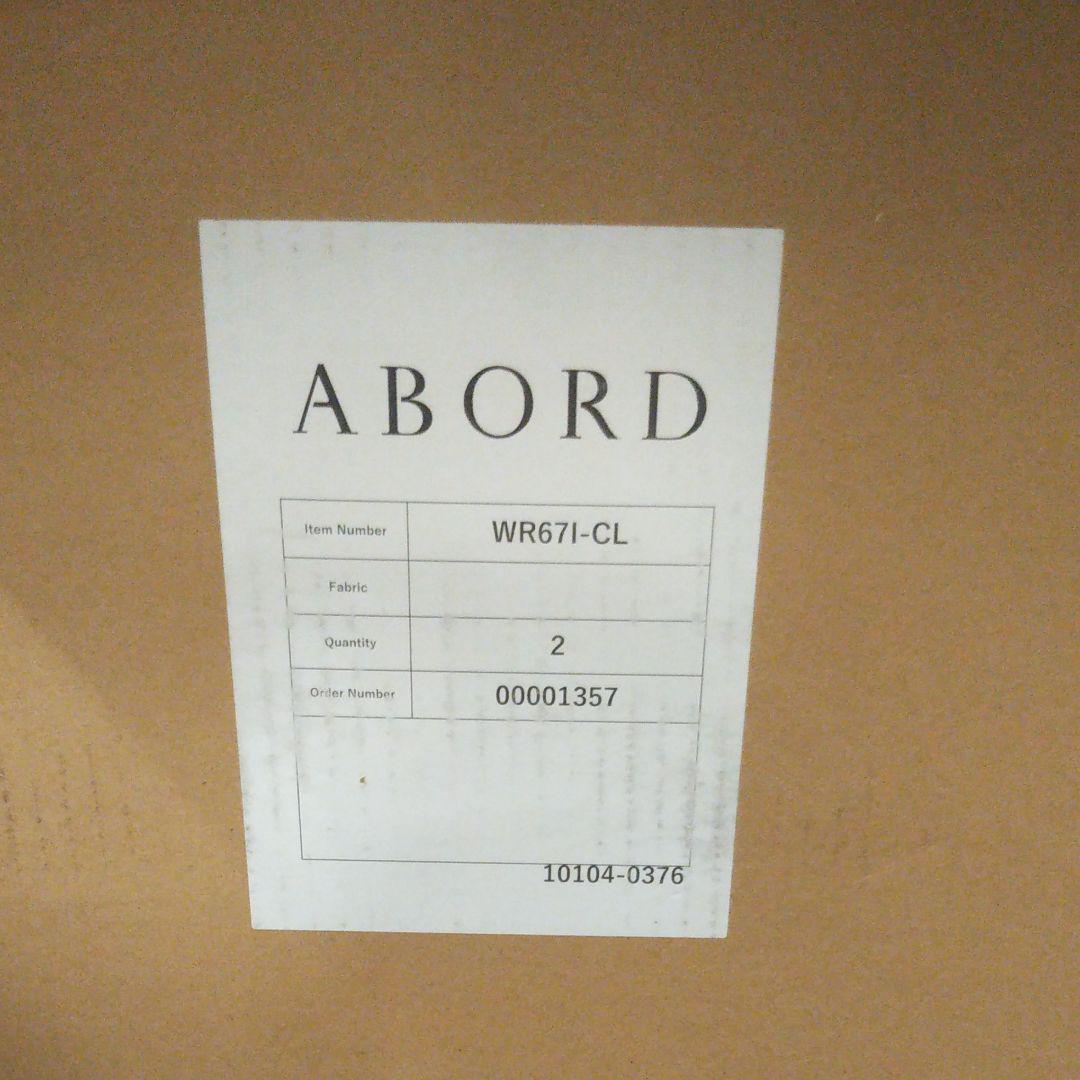 ABORD
Item Number WR67I-CL
Fabric
Quantity 2
Order Number 00001357
10104-0376